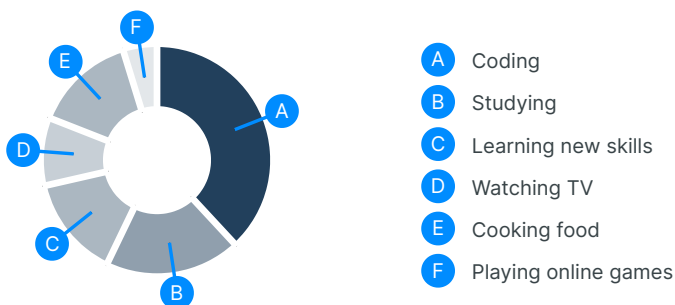 F
E
A
D
C
B
A Coding
B Studying
C Learning new skills
D Watching TV
E Cooking food
F Playing online games